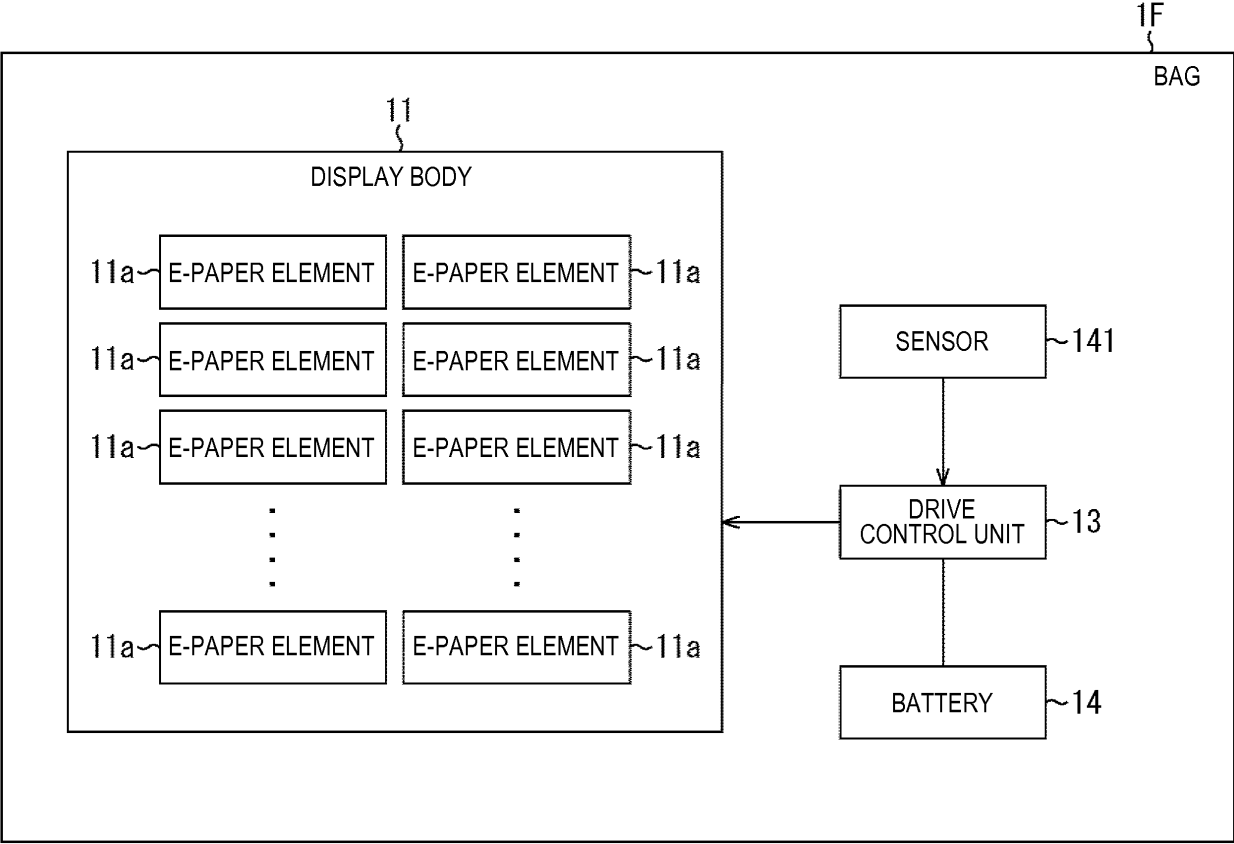 1F
BAG
11
DISPLAY BODY
11a E-PAPER ELEMENT E-PAPER ELEMENT 11a
11a E-PAPER ELEMENT E-PAPER ELEMENT 11a
11a E-PAPER ELEMENT E-PAPER ELEMENT 11a
11a E-PAPER ELEMENT E-PAPER ELEMENT 11a
SENSOR 141
DRIVE
CONTROL UNIT 13
BATTERY 14